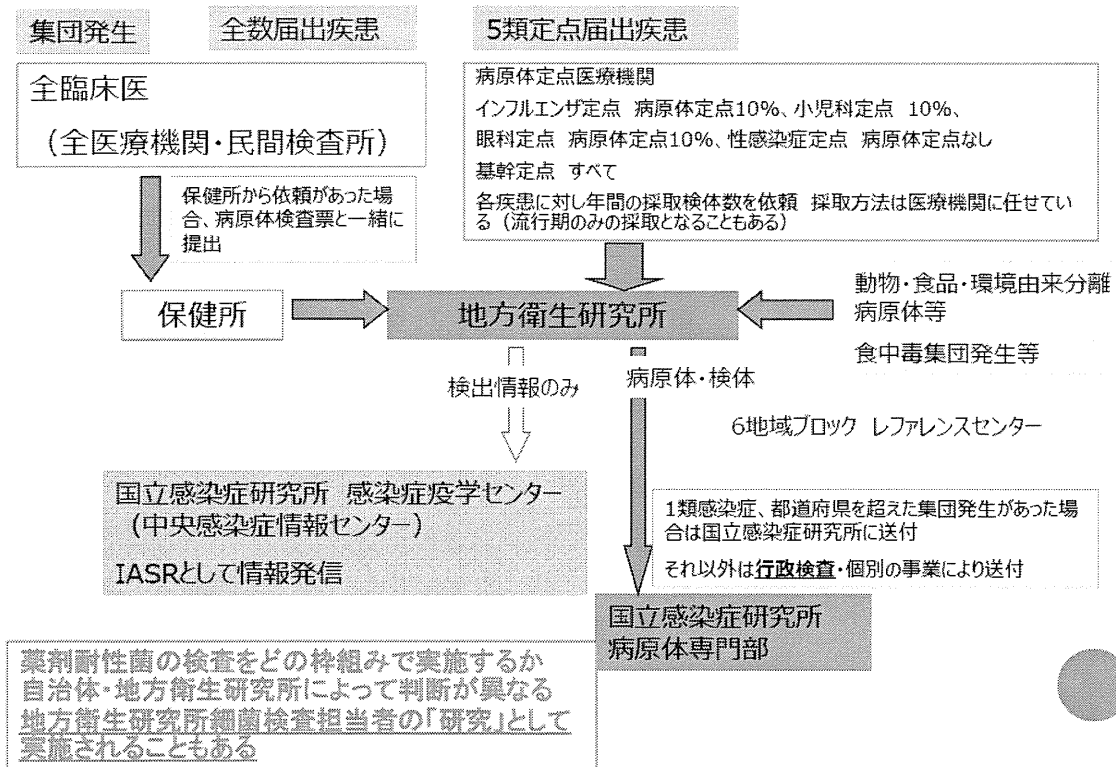 集団発生
全数届出疾患
5類定点届出疾患
全臨床医
（全医療機関・民間検査所）
病原体定点医療機関
インフルエンザ定点 病原体定点10%、小児科定点 10%、
眼科定点 病原体定点10%、性感染症定点 病原体定点なし
基幹定点 すべて
各疾患に対し年間の採取検体数を依頼 採取方法は医療機関に任せてい
る（流行期のみの採取となることもある）
保健所から依頼があった場
合、病原体検査票と一緒に
提出
保健所
地方衛生研究所
動物・食品・環境由来分離
病原体等
食中毒集団発生等
検出情報のみ
病原体・検体
6地域ブロック レファレンスセンター
国立感染症研究所 感染症疫学センター
（中央感染症情報センター）
IASRとして情報発信
1類感染症、都道府県を超えた集団発生があった場
合は国立感染症研究所に送付
それ以外は行政検査・個別の事業により送付
国立感染症研究所
病原体専門部
薬剤耐性菌の検査をどの枠組みで実施するか
自治体・地方衛生研究所によって判断が異なる
地方衛生研究所細菌検査担当者の「研究」として
実施されることもある